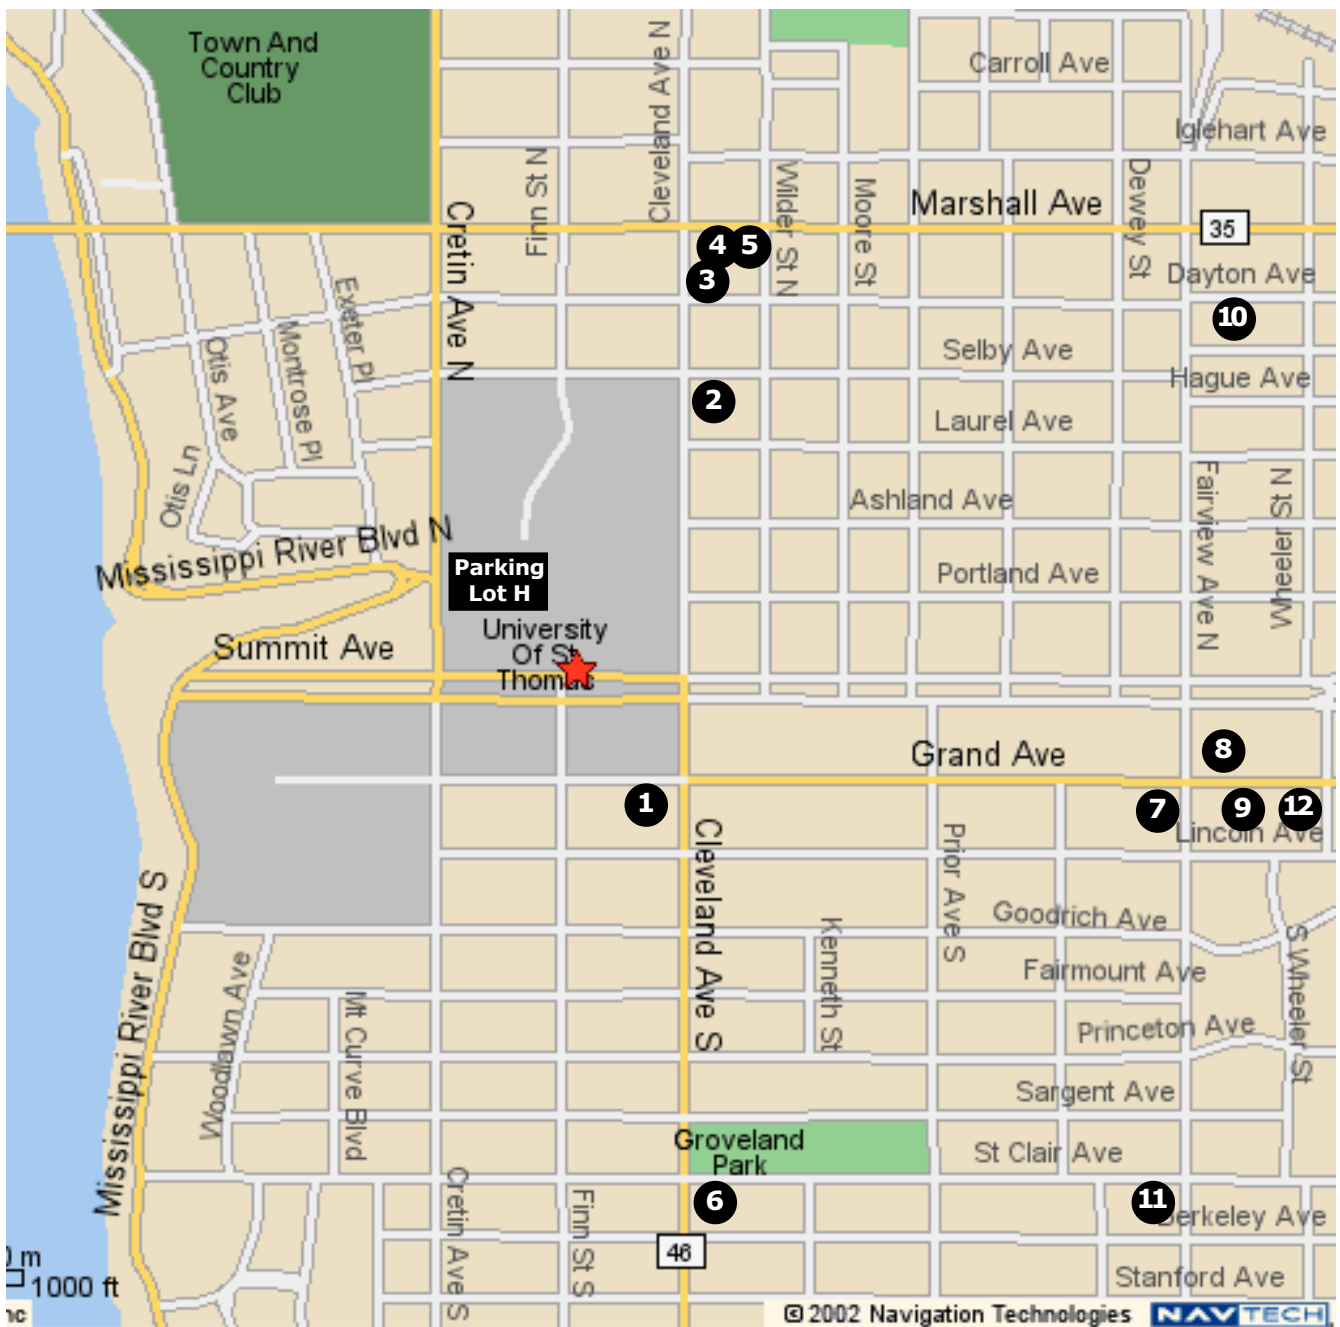 Town And
Country
Club
Cleveland Ave N
Carroll Ave
Iglehart Ave
Finn St N
Cretin Ave N
Wilder St N
Moore St
Marshall Ave
Dewey St
35
4
5
3
Dayton Ave
10
Exeter Pl
Montrose Pl
Otis Ave
Selby Ave
Hague Ave
2
Laurel Ave
Otis Ln
Ashland Ave
Fairview Ave N
Wheeler St N
Mississippi River Blvd N
Parking
Lot H
Portland Ave
University
Of St
Thomas
Summit Ave
Grand Ave
8
1
7
9
12
Lincoln Ave
Cleveland Ave S
Prior Ave S
Mississippi River Blvd S
Goodrich Ave
Kenneth St
S Wheeler St
Woodlawn Ave
Mt Curve Blvd
Fairmount Ave
Princeton Ave
Sargent Ave
Groveland
Park
St Clair Ave
Cretin Ave S
Finn St S
6
11
Berkeley Ave
46
0 m
1000 ft
Stanford Ave
nc
© 2002 Navigation Technologies
NAVTECH